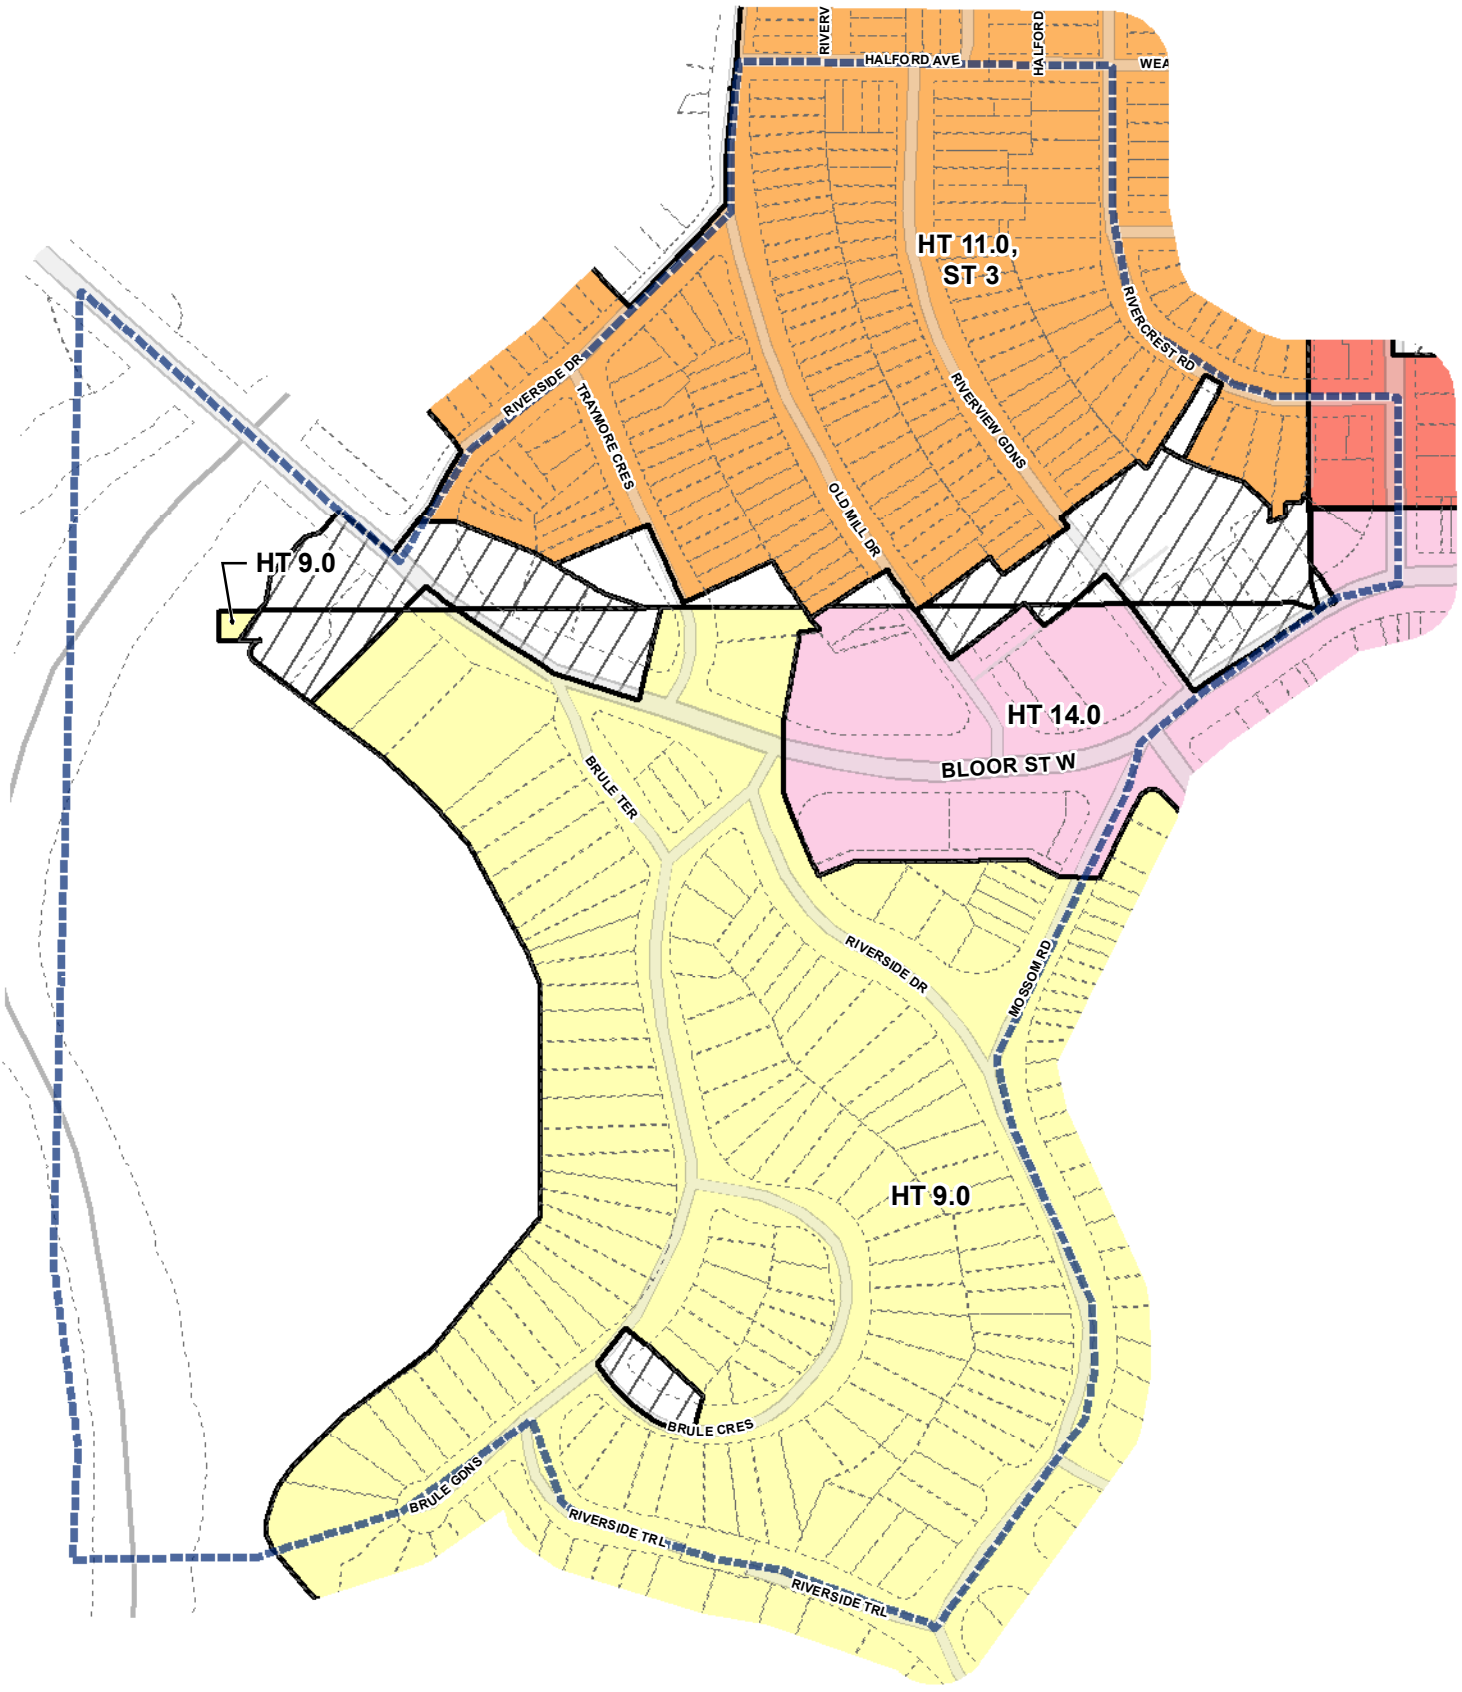 RIVERV
HALFORD
HALFORD AVE
WEA
HT 11.0,
ST 3
RIVERCREST RD
RIVERSIDE DR
TRAYMORE CRES
RIVERVIEW GDNS
OLD MILL DR
HT 9.0
HT 14.0
BLOOR ST W
BRULE TER
RIVERSIDE DR
MOSSOM RD
HT 9.0
BRULE CRES
BRULE GDNS
RIVERSIDE TRL
RIVERSIDE TRL